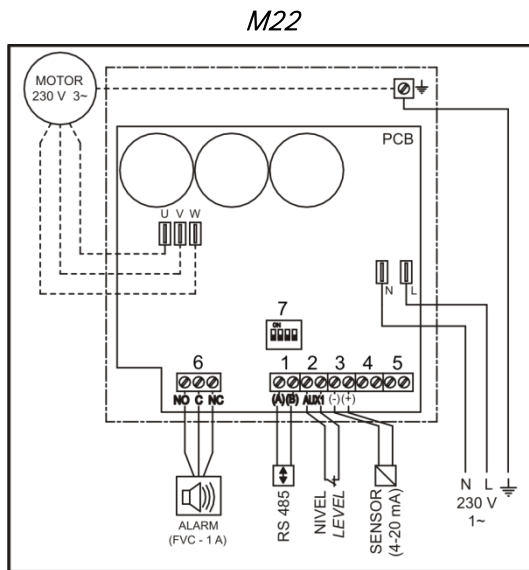 M22
MOTOR
230 V 3~
PCB
U V W
N L
7
ON
6 1 2 3 4 5
NO C NC (A) (B) AUX1 (-) (+)
ALARM
(FVC - 1 A)
RS 485
NIVEL
LEVEL
SENSOR
(4-20 mA)
N L
230 V
1~